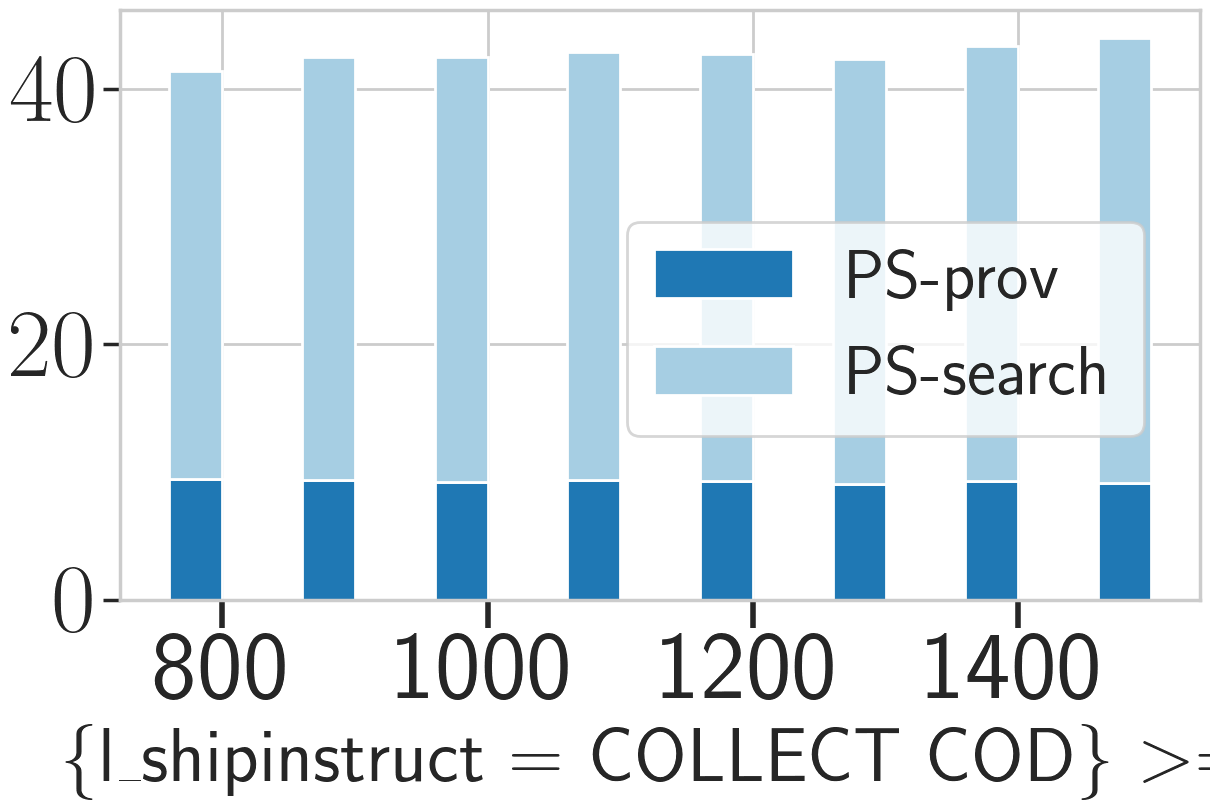 40
20
0
PS-prov
PS-search
800 1000 1200 1400
{l_shipinstruct = COLLECT COD} >=